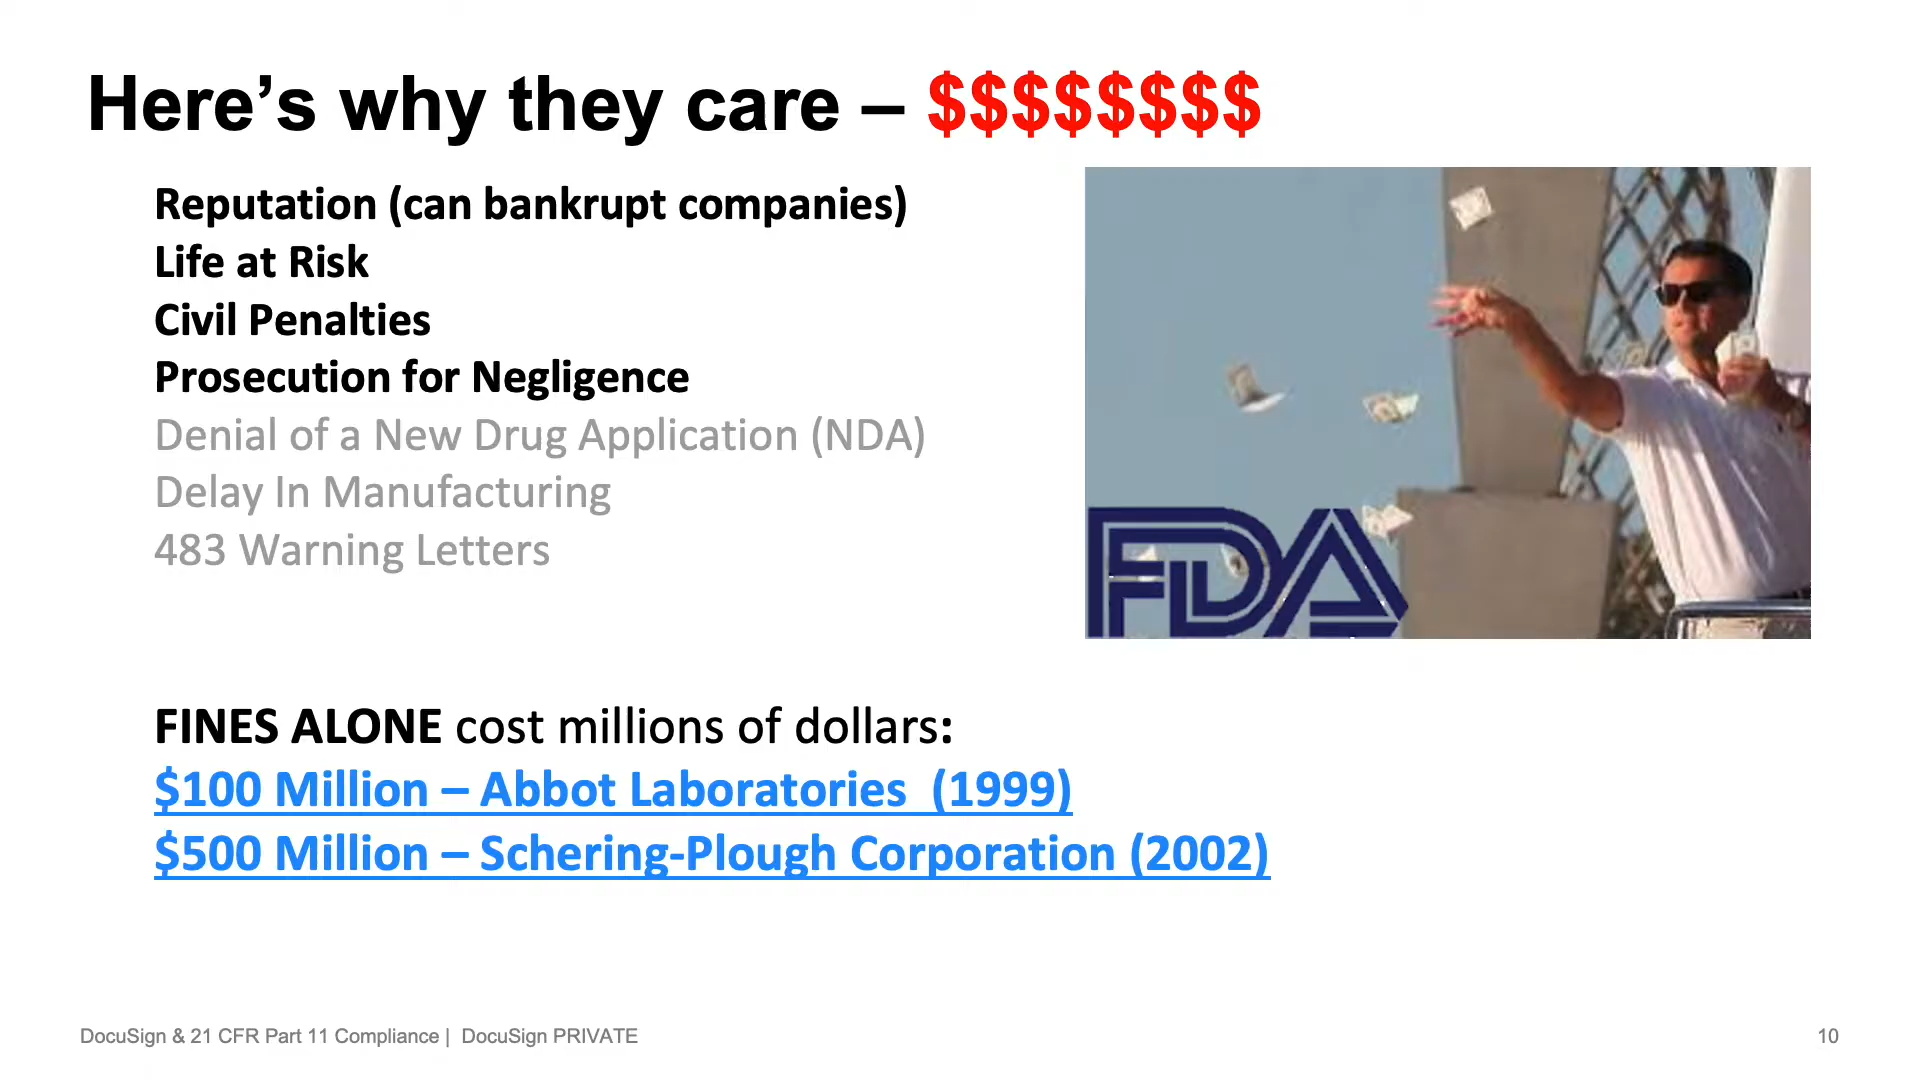 Here’s why they care – $$$$$$$$
Reputation (can bankrupt companies)
Life at Risk
Civil Penalties
Prosecution for Negligence
Denial of a New Drug Application (NDA)
Delay In Manufacturing
483 Warning Letters
FDA
FINES ALONE cost millions of dollars:
$100 Million – Abbot Laboratories  (1999)
$500 Million – Schering-Plough Corporation (2002)
DocuSign & 21 CFR Part 11 Compliance |  DocuSign PRIVATE
10